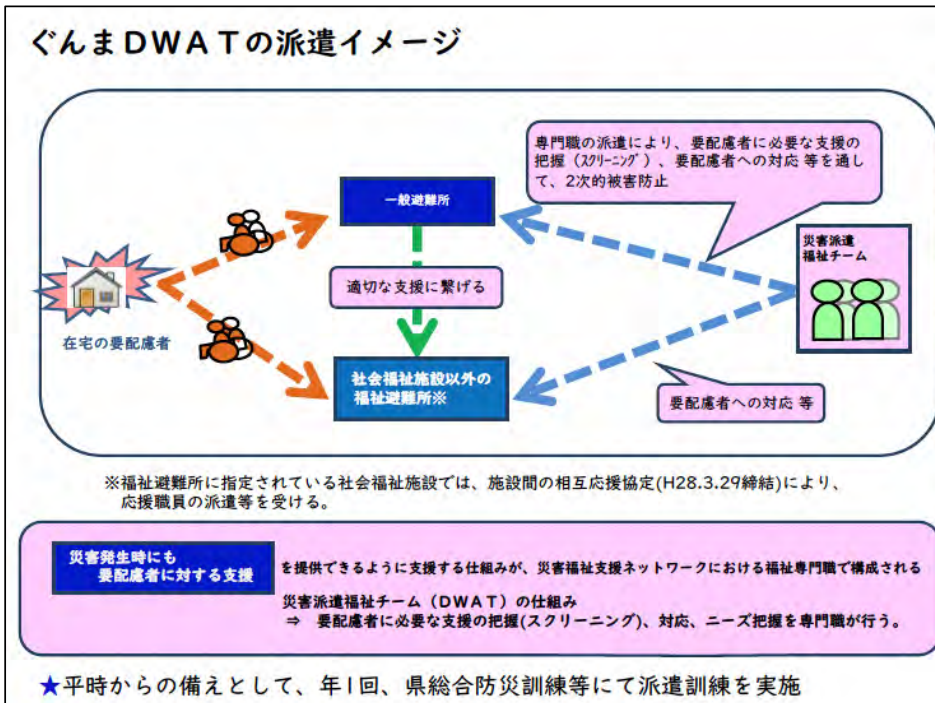 ぐんまDWATの派遣イメージ
専門職の派遣により、要配慮者に必要な支援の
把握（スクリーニング）、要配慮者への対応 等を通し
て、2次的被害防止
一般避難所
災害派遣
福祉チーム
適切な支援に繋げる
在宅の要配慮者
社会福祉施設以外の
福祉避難所※
要配慮者への対応 等
※福祉避難所に指定されている社会福祉施設では、施設間の相互応援協定(H28.3.29締結)により、
応援職員の派遣等を受ける。
災害発生時にも
要配慮者に対する支援
を提供できるように支援する仕組みが、災害福祉支援ネットワークにおける福祉専門職で構成される
災害派遣福祉チーム（DWAT）の仕組み
⇒ 要配慮者に必要な支援の把握(スクリーニング)、対応、ニーズ把握を専門職が行う。
★平時からの備えとして、年1回、県総合防災訓練等にて派遣訓練を実施